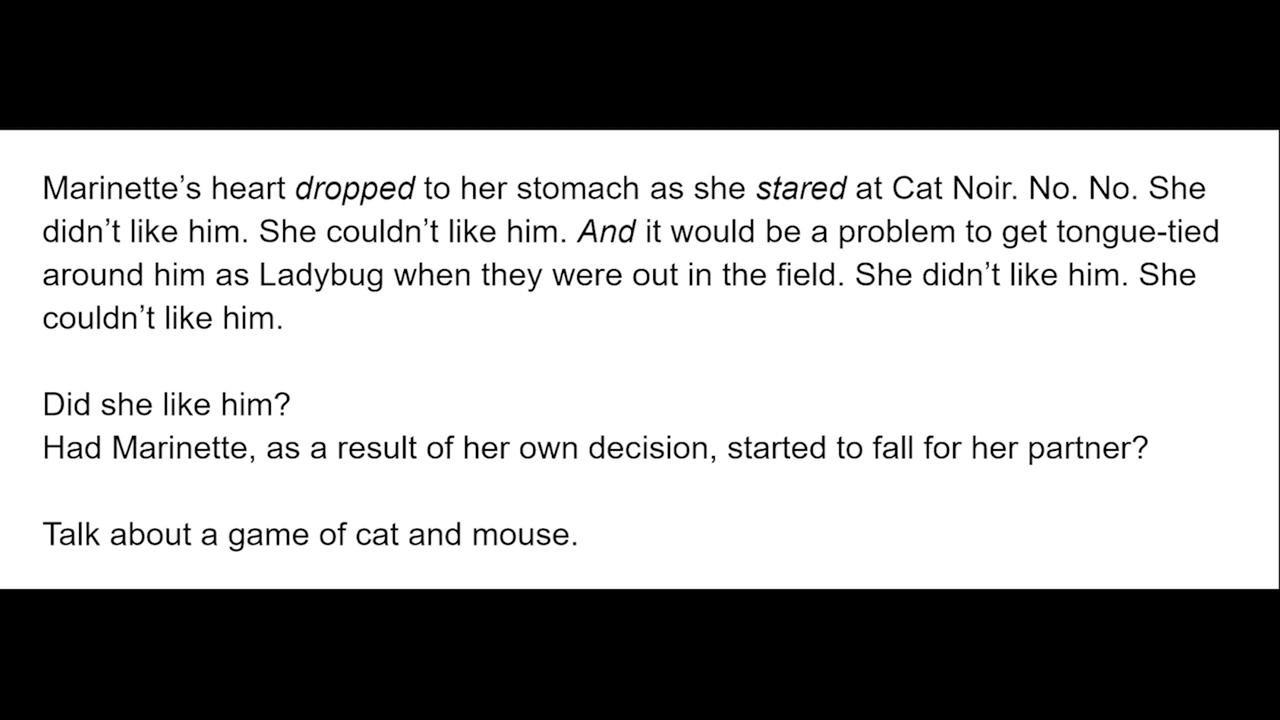 Marinette’s heart dropped to her stomach as she stared at Cat Noir. No. No. She
didn’t like him. She couldn’t like him. And it would be a problem to get tongue-tied
around him as Ladybug when they were out in the field. She didn’t like him. She
couldn’t like him.
Did she like him?
Had Marinette, as a result of her own decision, started to fall for her partner?
Talk about a game of cat and mouse.